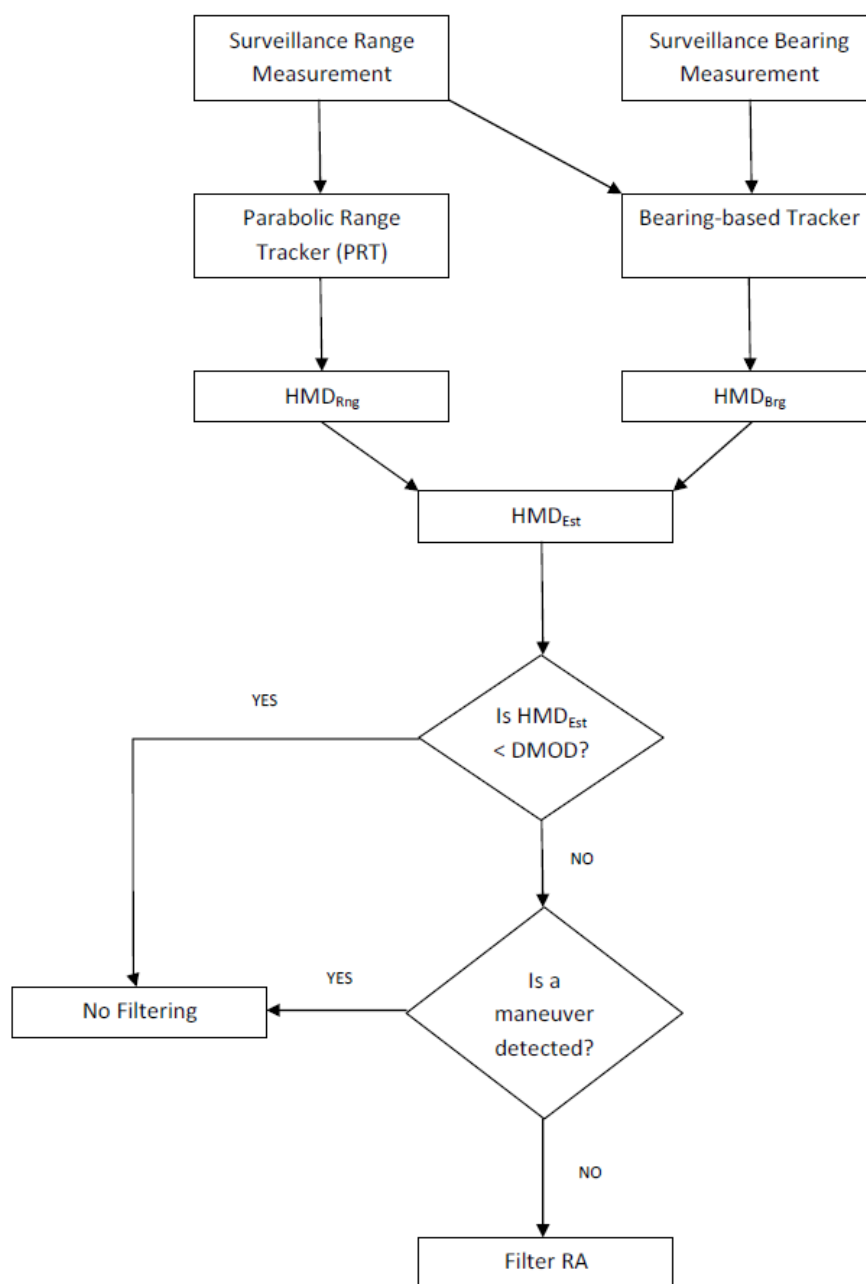 Surveillance Range
Measurement
Surveillance Bearing
Measurement
Parabolic Range
Tracker (PRT)
Bearing-based Tracker
HMDRng
HMDBrg
HMDEst
YES
Is HMDEst
< DMOD?
NO
No Filtering
YES
Is a
maneuver
detected?
NO
Filter RA